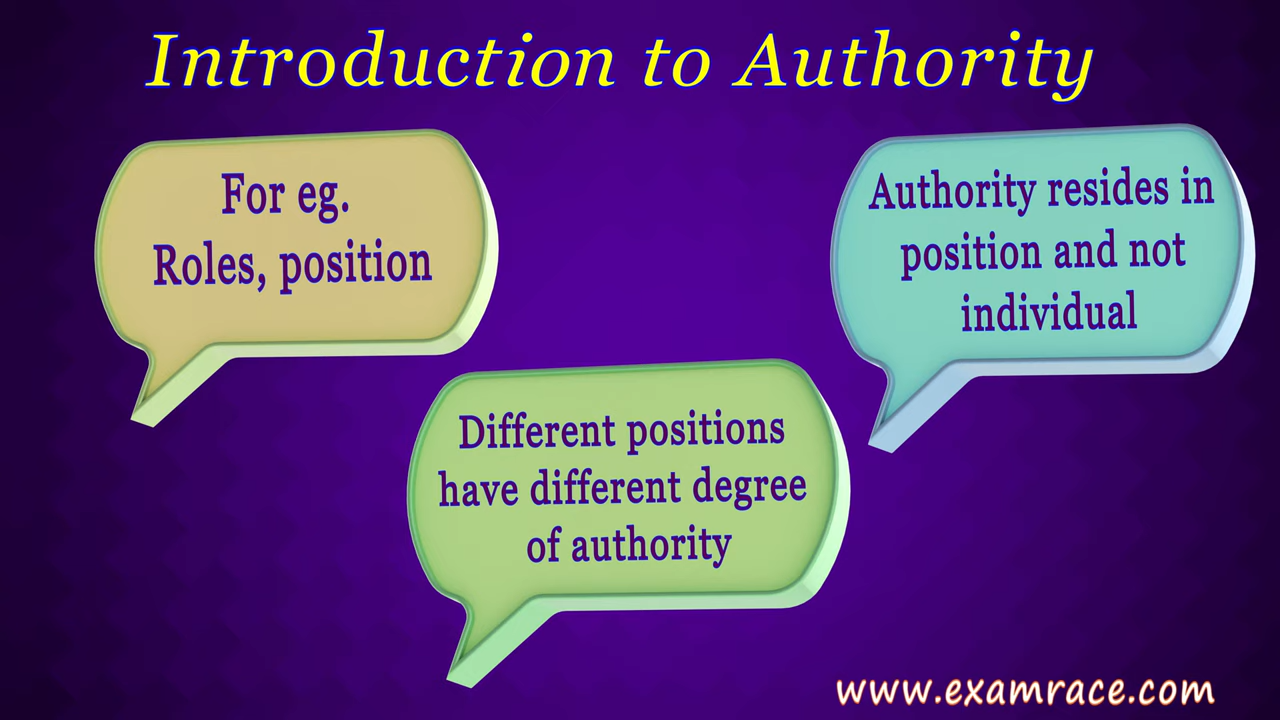 Introduction to Authority
For eg.
Roles, position
Different positions
have different degree
of authority
Authority resides in
position and not
individual
www.examrace.com